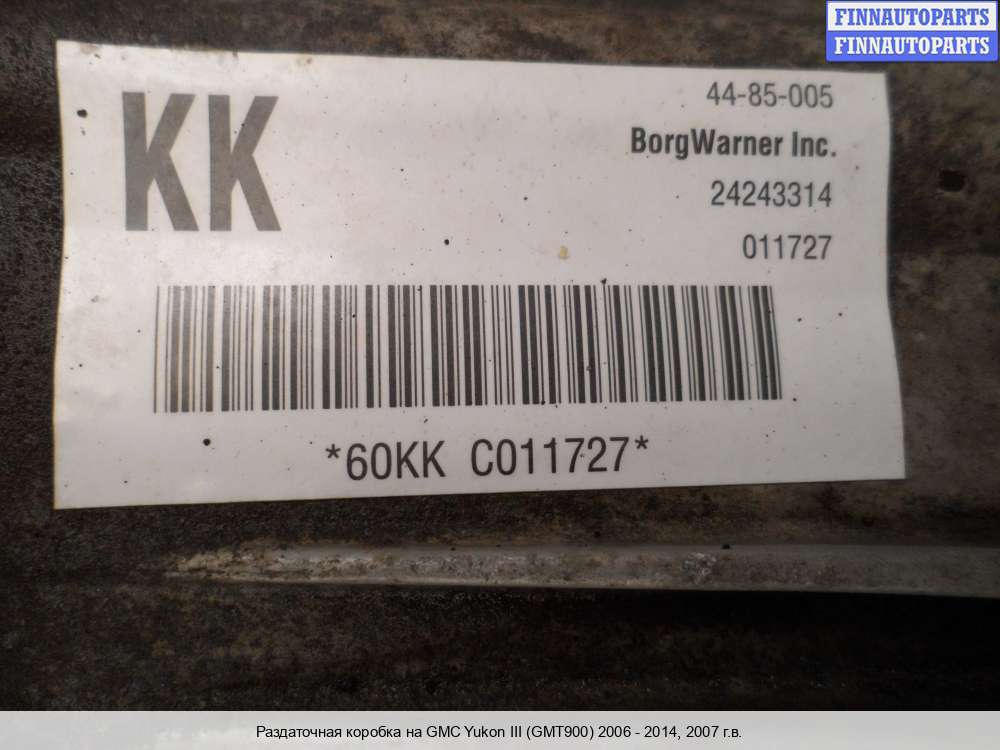 FINNAUTOPARTS
FINNAUTOPARTS
KK
44-85-005
BorgWarner Inc.
24243314
011727
*60KK C011727*
Раздаточная коробка на GMC Yukon III (GMT900) 2006 - 2014, 2007 г.в.